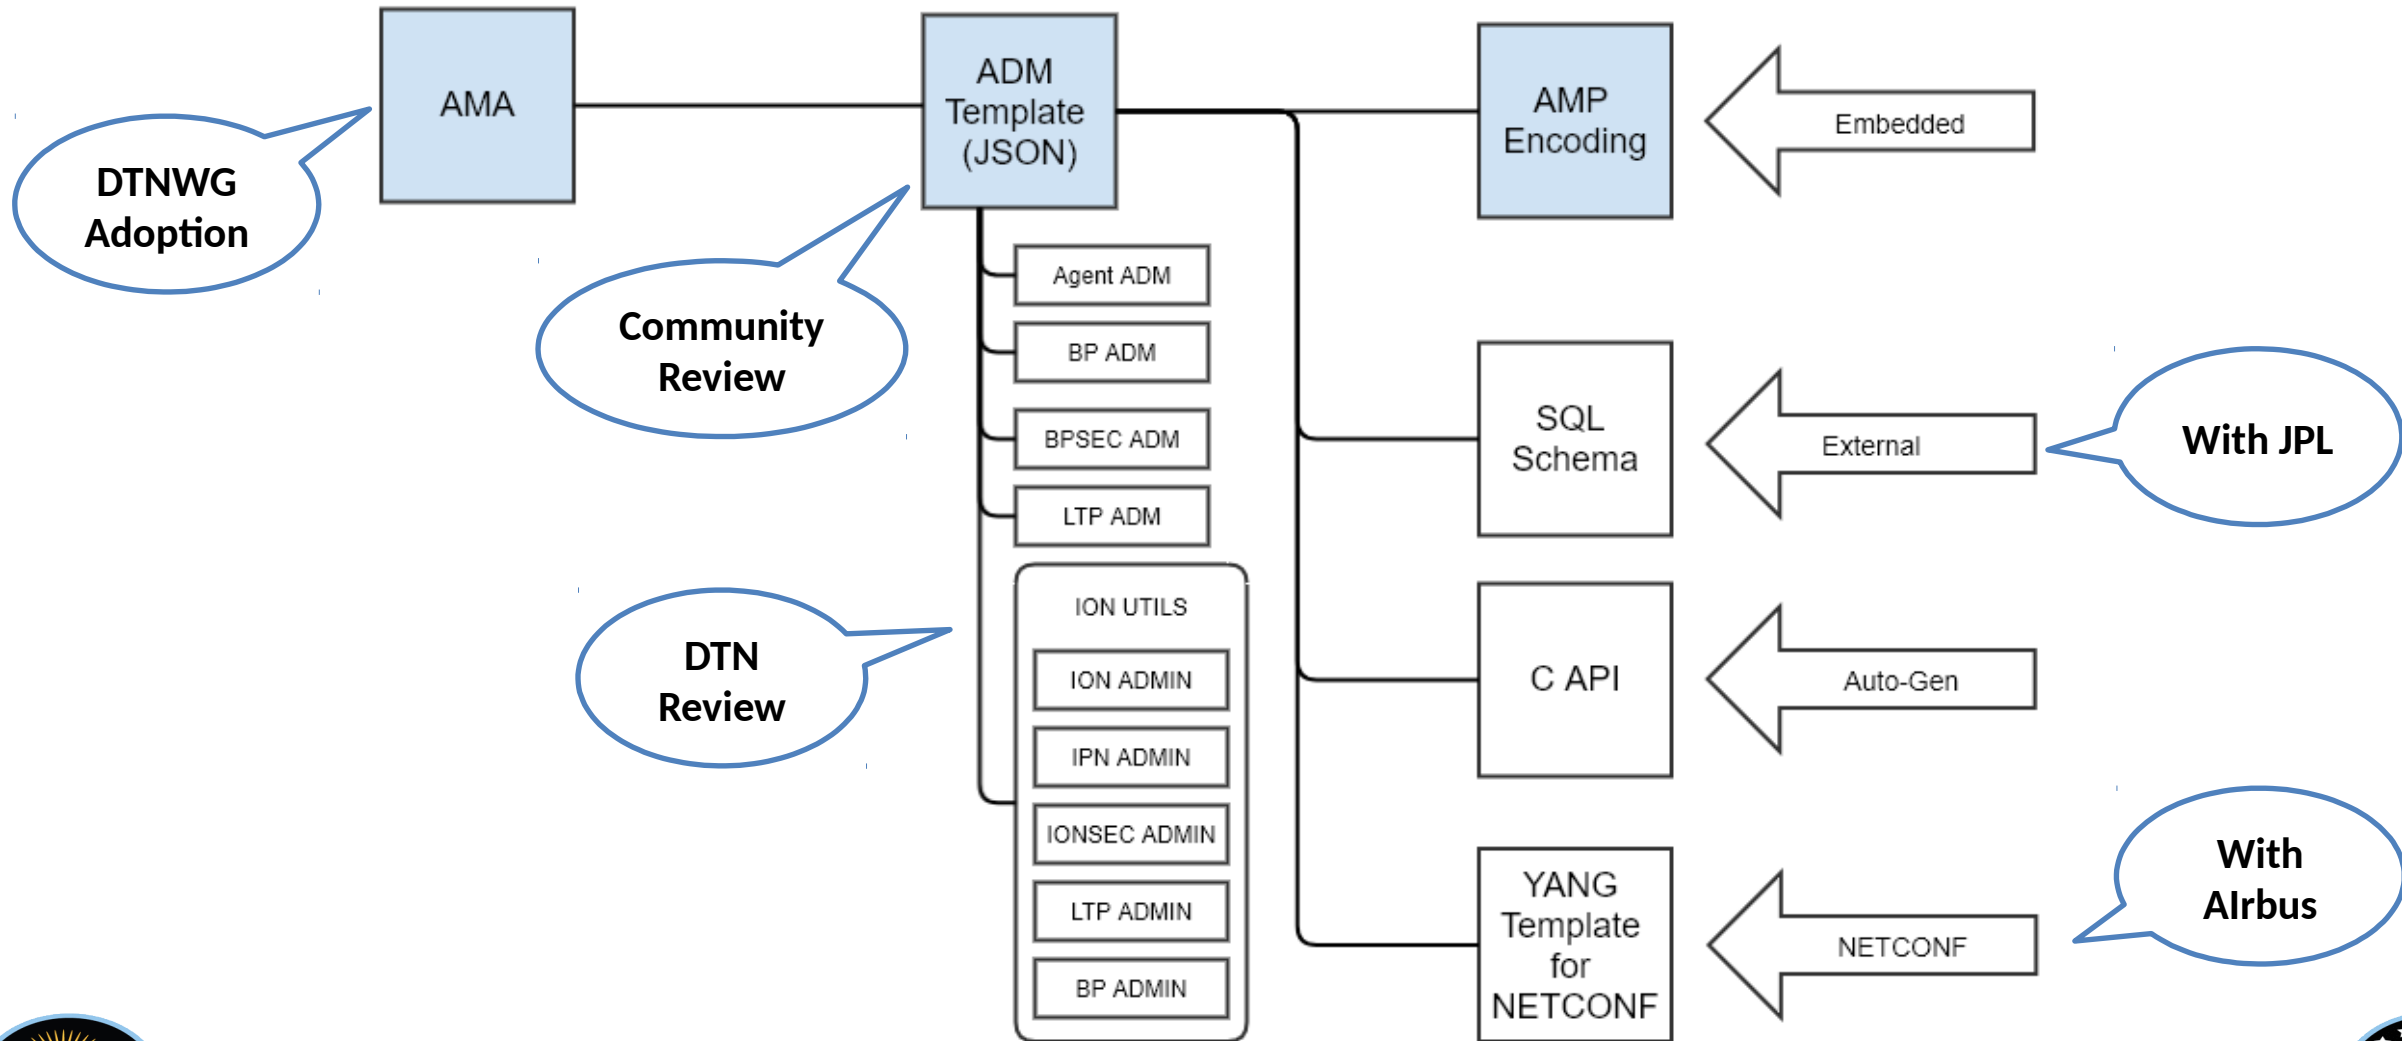 AMA
ADM
Template
(JSON)
AMP
Encoding
Embedded
DTNWG
Adoption
Community
Review
Agent ADM
BP ADM
BPSEC ADM
LTP ADM
SQL
Schema
External
With JPL
DTN
Review
ION UTILS
ION ADMIN
IPN ADMIN
IONSEC ADMIN
LTP ADMIN
BP ADMIN
C API
Auto-Gen
YANG
Template
for
NETCONF
NETCONF
With
AIrbus